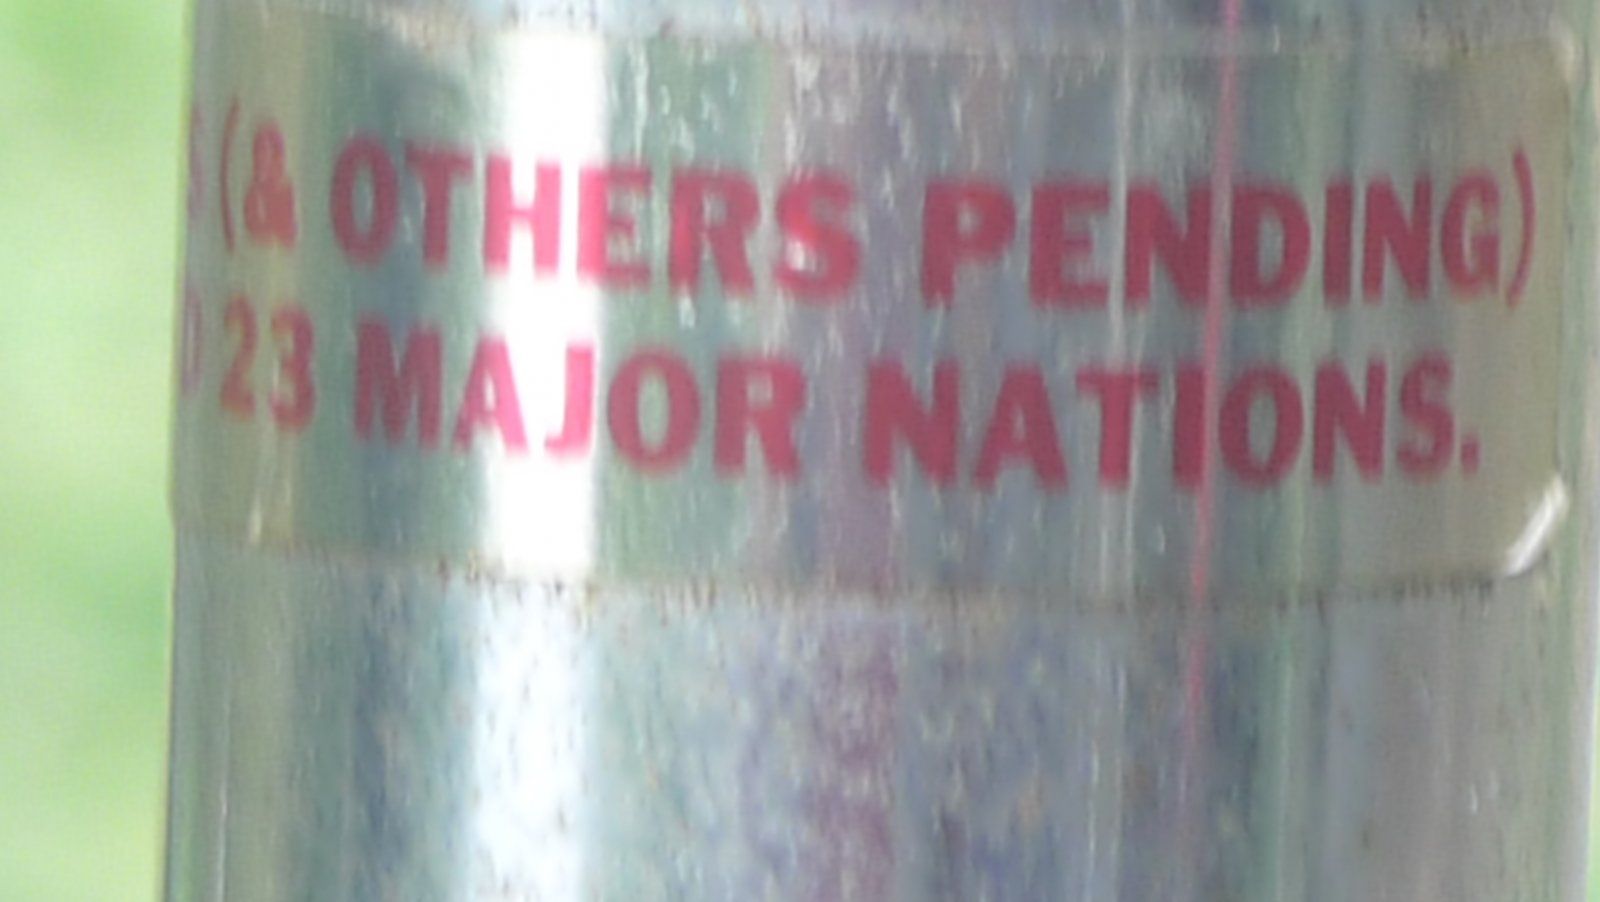 (& OTHERS PENDING)
23 MAJOR NATIONS.